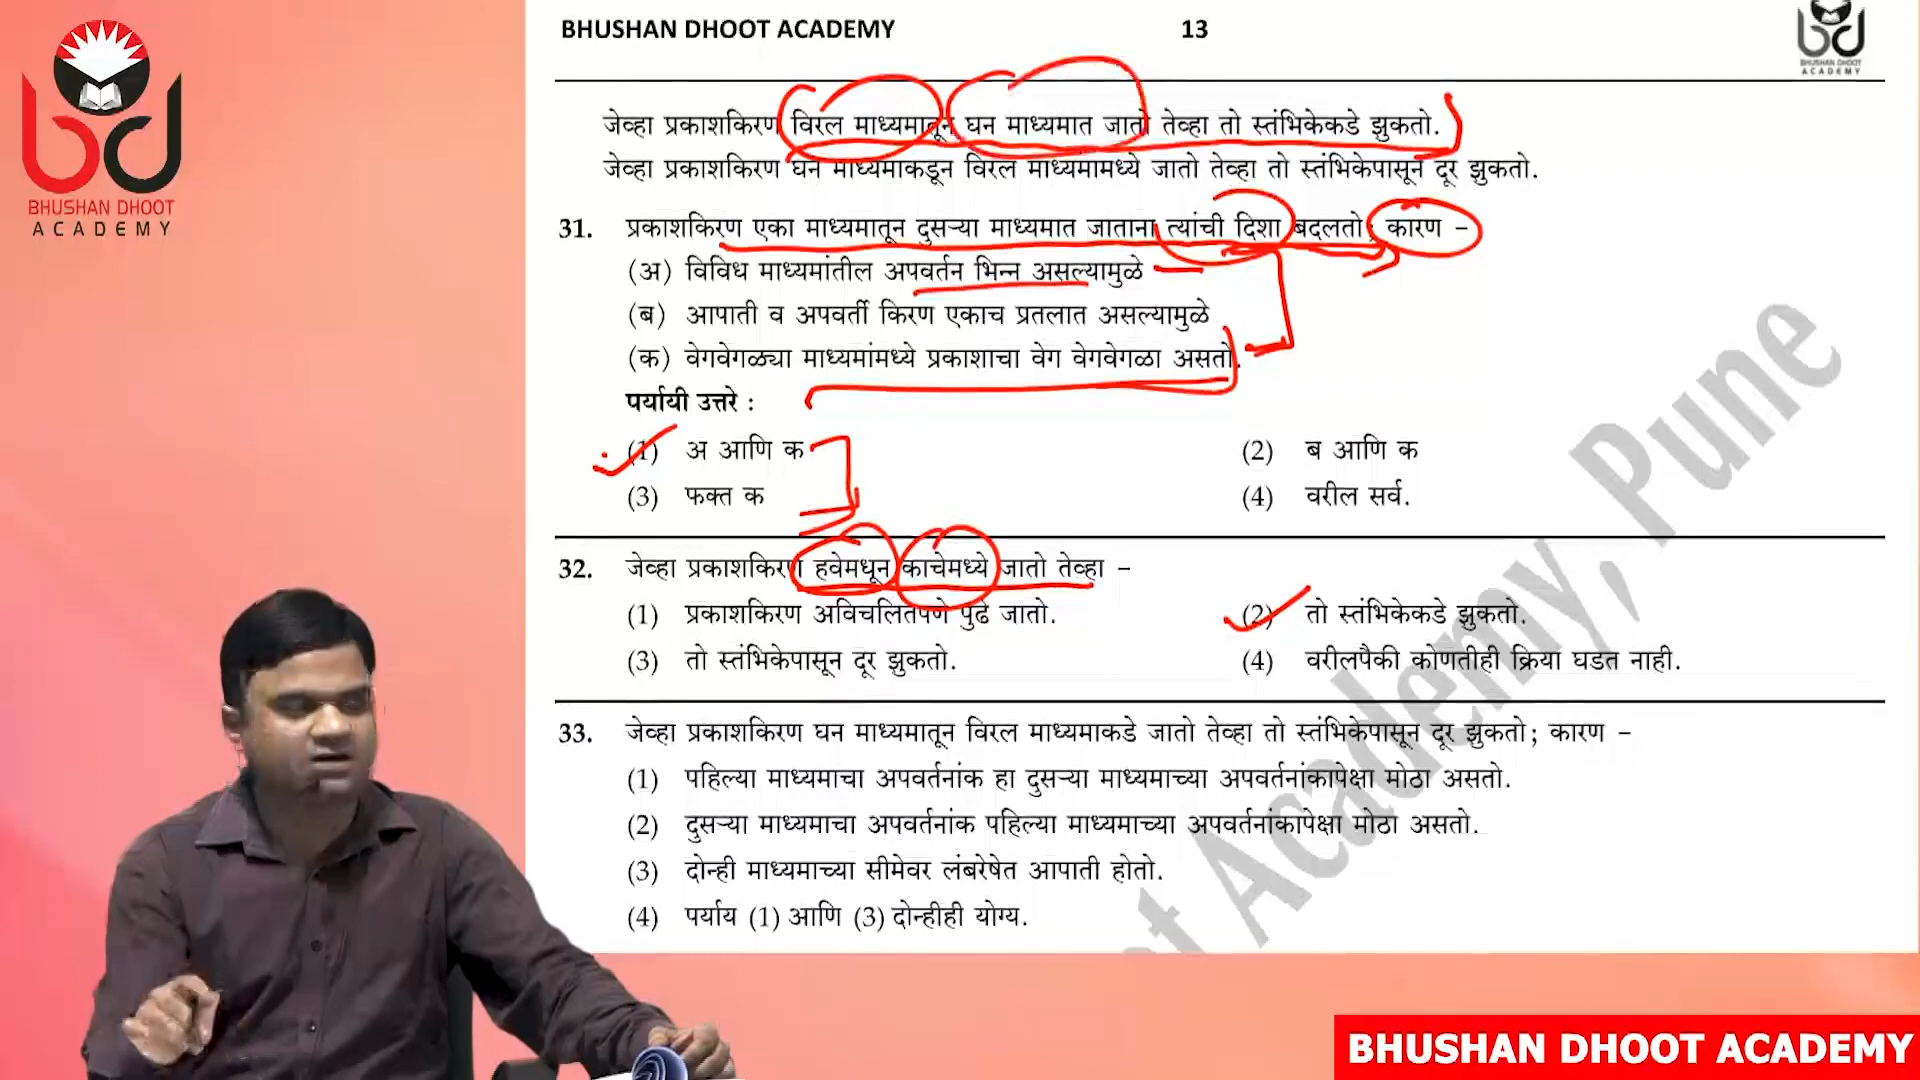 BHUSHAN DHOOT ACADEMY 13
BHUSHAN DHOOT
ACADEMY
BHUSHAN DHOOT
ACADEMY
जेव्हा प्रकाशकिरण विरल माध्यमातून घन माध्यमात जातो तेव्हा तो स्तंभिकेकडे झुकतो.
जेव्हा प्रकाशकिरण घन माध्यमाकडून विरल माध्यमामध्ये जातो तेव्हा तो स्तंभिकेपासून दूर झुकतो.
31. प्रकाशकिरण एका माध्यमातून दुसऱ्या माध्यमात जाताना त्यांची दिशा बदलतो; कारण –
(अ) विविध माध्यमांतील अपवर्तन भिन्न असल्यामुळे
(ब) आपाती व अपवर्ती किरण एकाच प्रतलात असल्यामुळे
(क) वेगवेगळ्या माध्यमांमध्ये प्रकाशाचा वेग वेगवेगळा असतो.
पर्यायी उत्तरे :
(1) अ आणि क (2) ब आणि क
(3) फक्त क (4) वरील सर्व.
32. जेव्हा प्रकाशकिरण हवेमधून काचेमध्ये जातो तेव्हा –
(1) प्रकाशकिरण अविचलितपणे पुढे जातो. (2) तो स्तंभिकेकडे झुकतो.
(3) तो स्तंभिकेपासून दूर झुकतो. (4) वरीलपैकी कोणतीही क्रिया घडत नाही.
33. जेव्हा प्रकाशकिरण घन माध्यमातून विरल माध्यमाकडे जातो तेव्हा तो स्तंभिकेपासून दूर झुकतो; कारण –
(1) पहिल्या माध्यमाचा अपवर्तनांक हा दुसऱ्या माध्यमाच्या अपवर्तनांकापेक्षा मोठा असतो.
(2) दुसऱ्या माध्यमाचा अपवर्तनांक पहिल्या माध्यमाच्या अपवर्तनांकापेक्षा मोठा असतो.
(3) दोन्ही माध्यमाच्या सीमेवर लंबरेषेत आपाती होतो.
(4) पर्याय (1) आणि (3) दोन्हीही योग्य.
Academy, Pune
BHUSHAN DHOOT ACADEMY